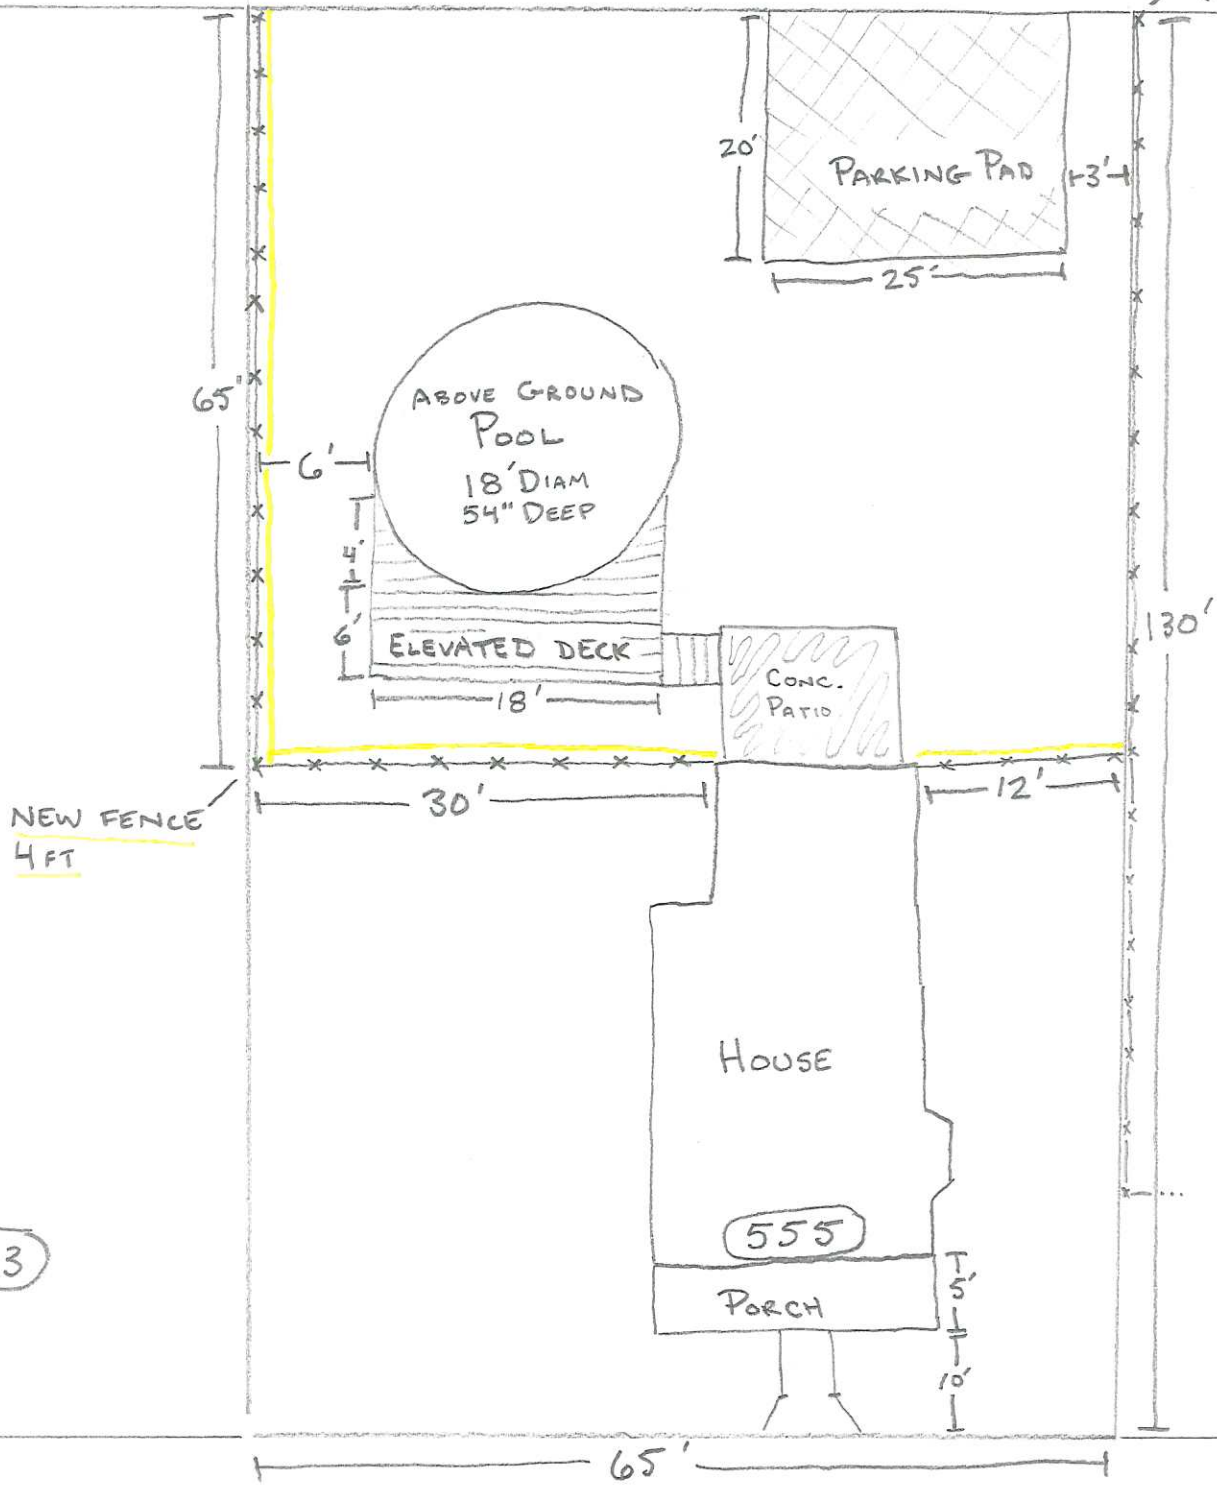 20'
PARKING PAD
3'
25'
65"
ABOVE GROUND
POOL
18' DIAM
54" DEEP
6'
4'
6'
ELEVATED DECK
18'
CONC.
PATIO
130'
30'
12'
NEW FENCE
4 FT
HOUSE
555
3
PORCH
5'
10'
65'